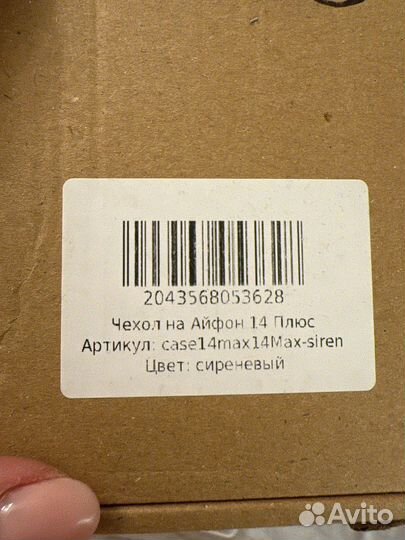 2043568053628
Чехол на Айфон 14 Плюс
Артикул: case14max14Max-siren
Цвет: сиреневый
Avito